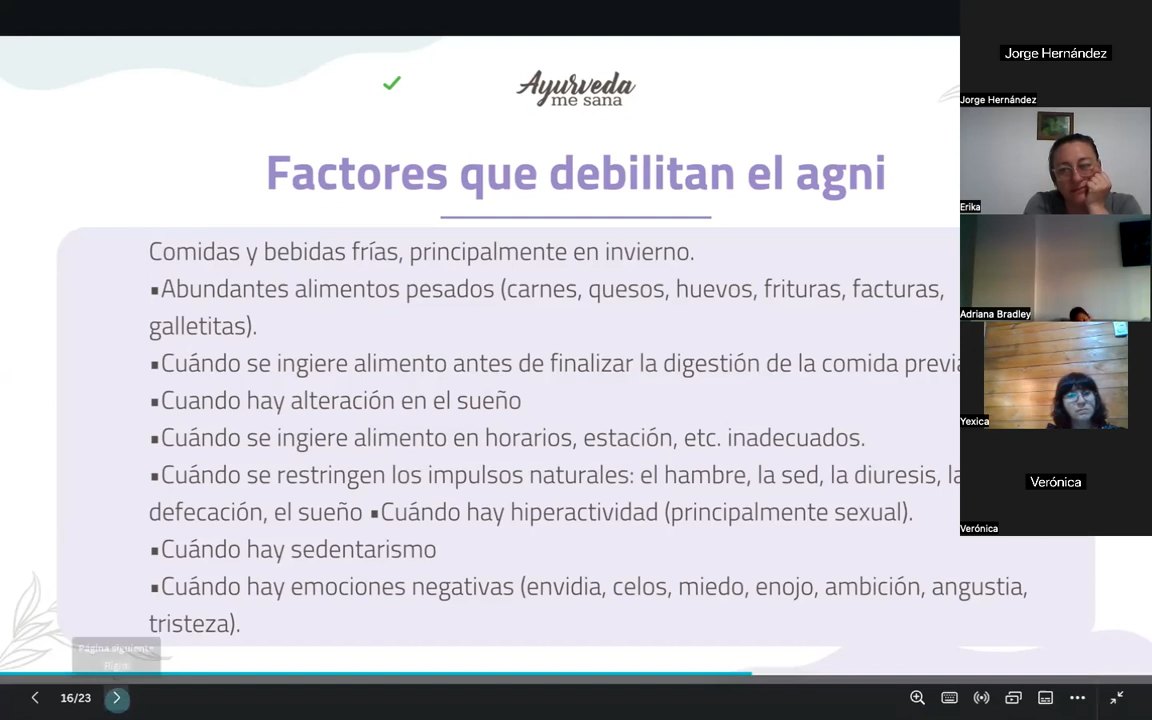 Ayurveda
me sana
Factores que debilitan el agni
Comidas y bebidas frías, principalmente en invierno.
▪Abundantes alimentos pesados (carnes, quesos, huevos, frituras, facturas,
galletitas).
▪Cuándo se ingiere alimento antes de finalizar la digestión de la comida previa
▪Cuando hay alteración en el sueño
▪Cuándo se ingiere alimento en horarios, estación, etc. inadecuados.
▪Cuándo se restringen los impulsos naturales: el hambre, la sed, la diuresis, la
defecación, el sueño ▪Cuándo hay hiperactividad (principalmente sexual).
▪Cuándo hay sedentarismo
▪Cuándo hay emociones negativas (envidia, celos, miedo, enojo, ambición, angustia,
tristeza).
Página siguiente
16/23
Jorge Hernández
Jorge Hernández
Erika
Adriana Bradley
Yexica
Verónica
Verónica